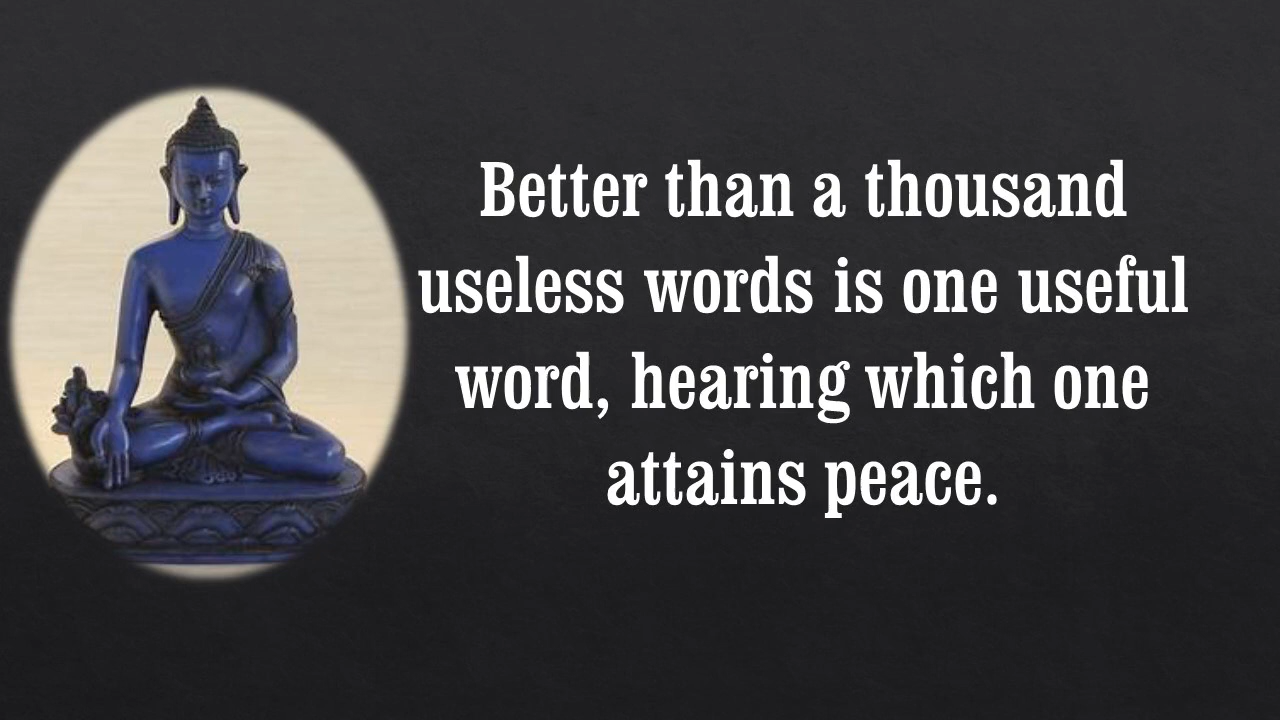 Better than a thousand
useless words is one useful
word, hearing which one
attains peace.